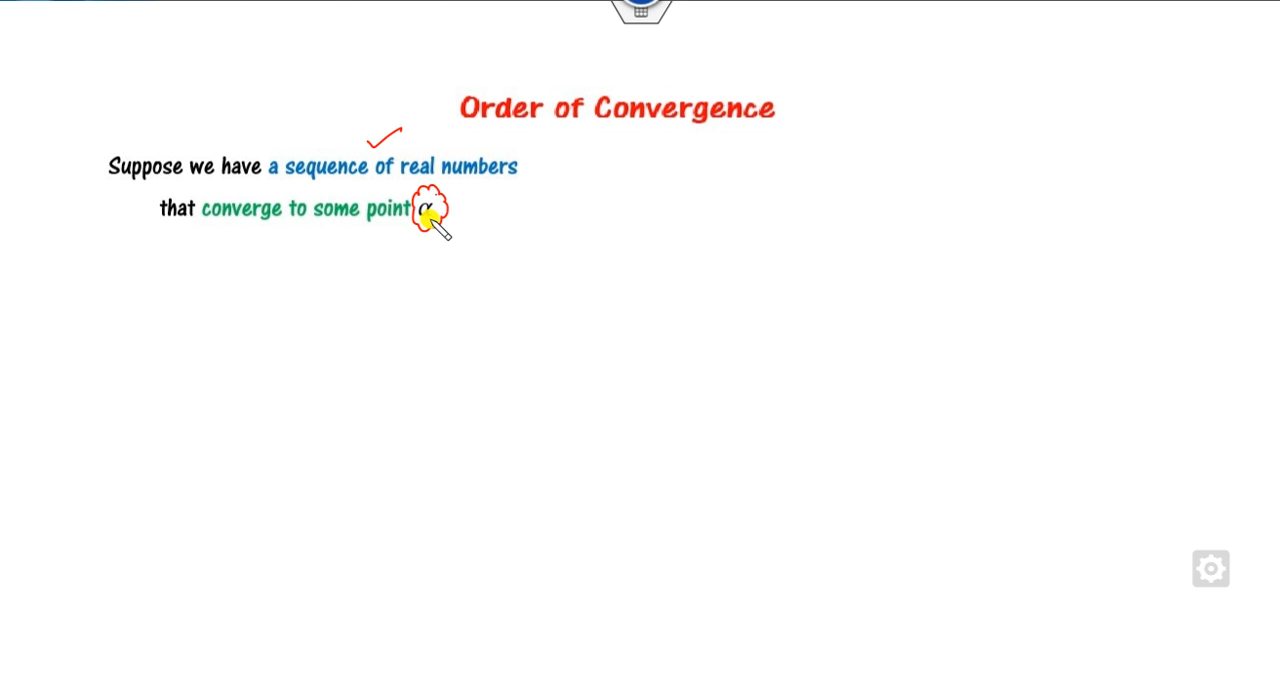 Order of Convergence
Suppose we have a sequence of real numbers
that converge to some point α